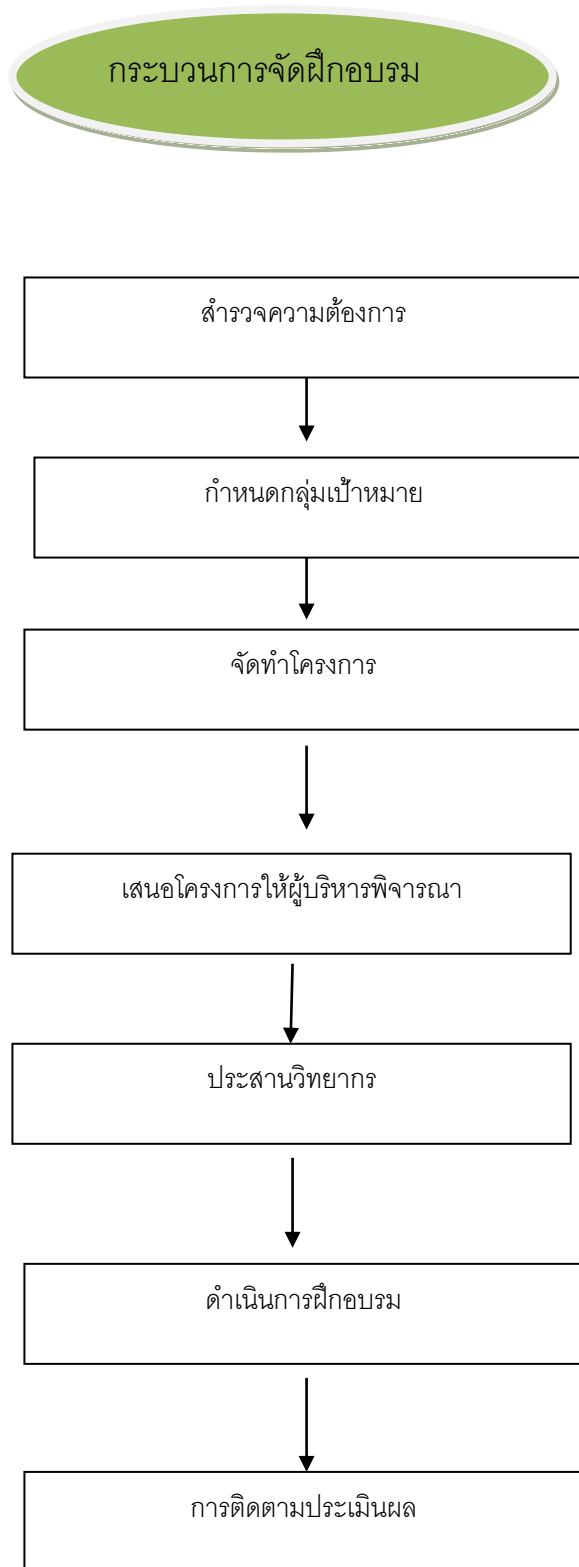 กระบวนการจัดฝึกอบรม
สำรวจความต้องการ
กำหนดกลุ่มเป้าหมาย
จัดทำโครงการ
เสนอโครงการให้ผู้บริหารพิจารณา
ประสานวิทยากร
ดำเนินการฝึกอบรม
การติดตามประเมินผล